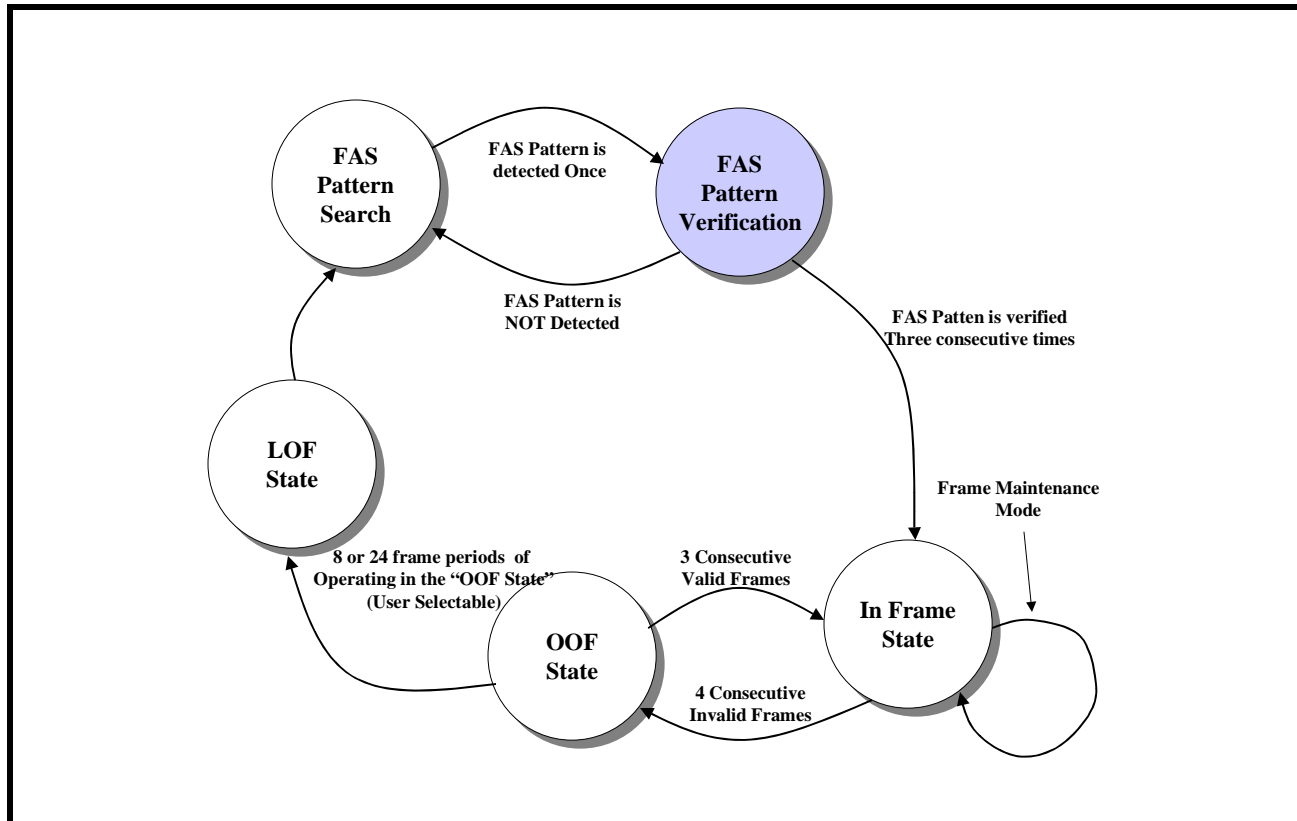 FAS
Pattern
Search
FAS Pattern is
detected Once
FAS
Pattern
Verification
FAS Pattern is
NOT Detected
FAS Patten is verified
Three consecutive times
LOF
State
Frame Maintenance
Mode
8 or 24 frame periods of
Operating in the “OOF State”
(User Selectable)
3 Consecutive
Valid Frames
In Frame
State
OOF
State
4 Consecutive
Invalid Frames